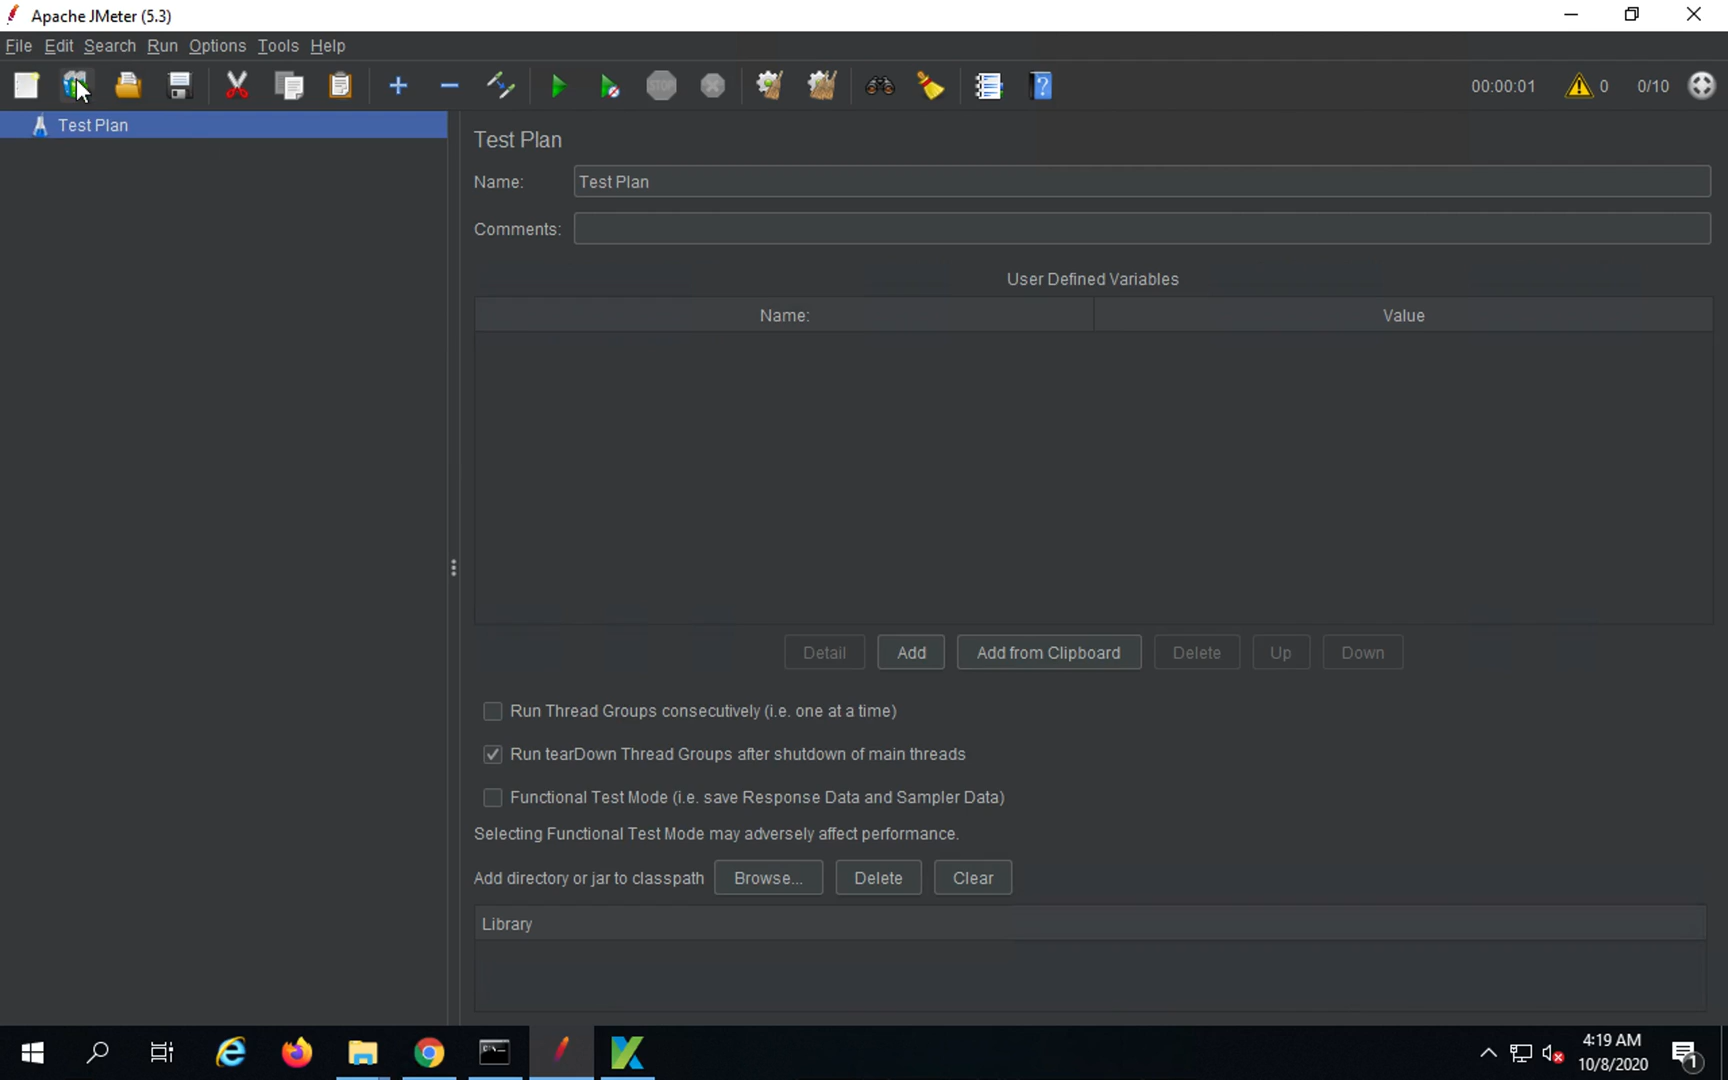 Apache JMeter (5.3)
File Edit Search Run Options Tools Help
STOP
00:00:01 0 0/10
Test Plan
Test Plan
Name: Test Plan
Comments:
User Defined Variables
Name: Value
Detail Add Add from Clipboard Delete Up Down
Run Thread Groups consecutively (i.e. one at a time)
Run tearDown Thread Groups after shutdown of main threads
Functional Test Mode (i.e. save Response Data and Sampler Data)
Selecting Functional Test Mode may adversely affect performance.
Add directory or jar to classpath Browse... Delete Clear
Library
4:19 AM
10/8/2020
1